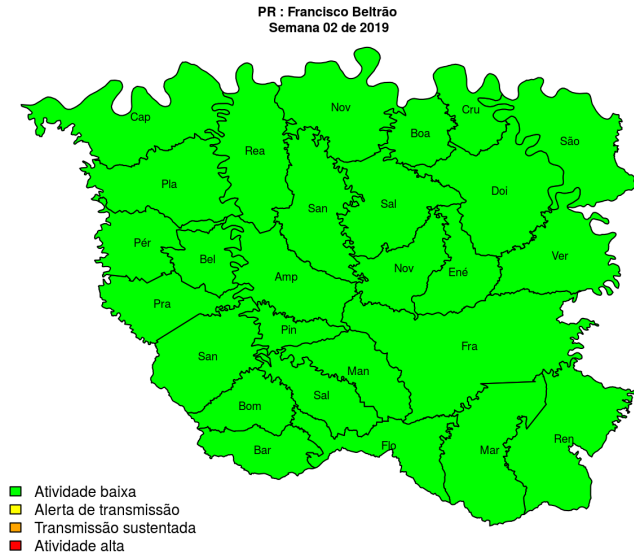 PR : Francisco Beltrão
Semana 02 de 2019
Cap
Nov
Cru
Boa
São
Rea
Pla
Doi
Sal
San
Pér
Bel
Ver
Nov
Ené
Amp
Pra
Pin
Fra
San
Man
Sal
Bom
Ren
Flo
Bar
Mar
Atividade baixa
Alerta de transmissão
Transmissão sustentada
Atividade alta